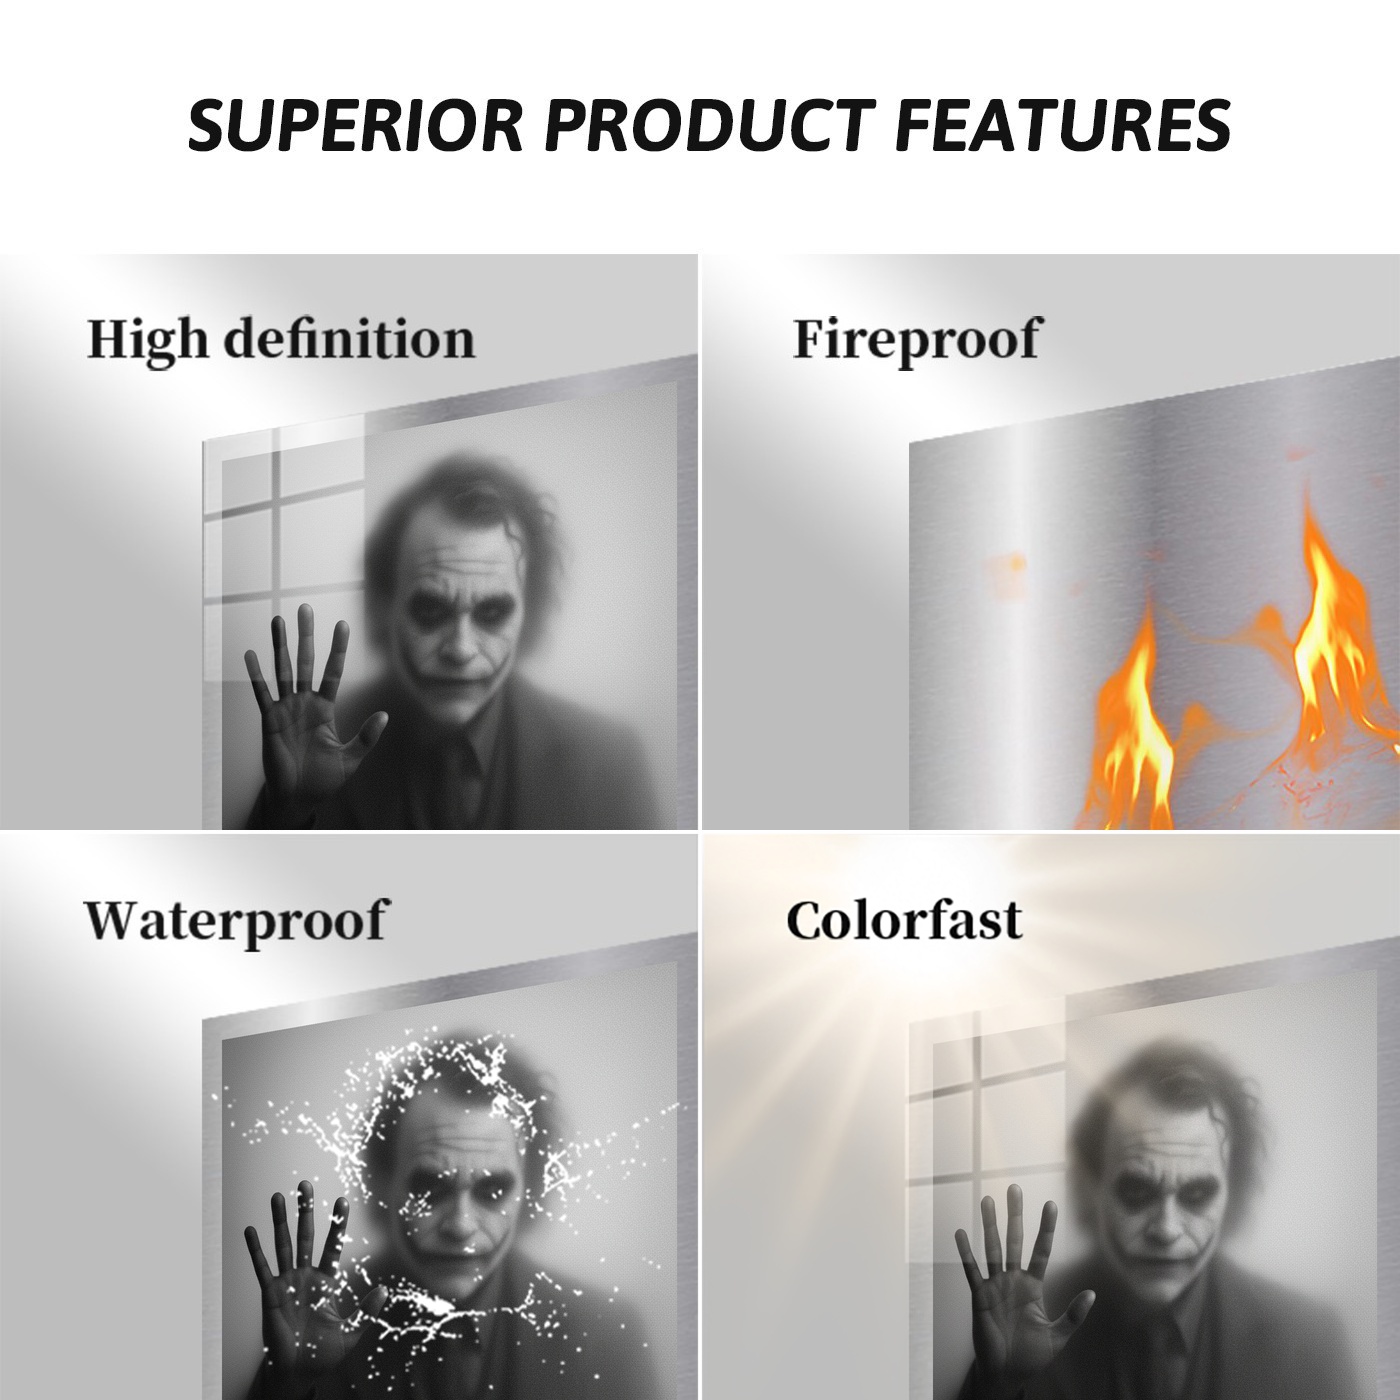 SUPERIOR PRODUCT FEATURES
High definition
Fireproof
Waterproof
Colorfast